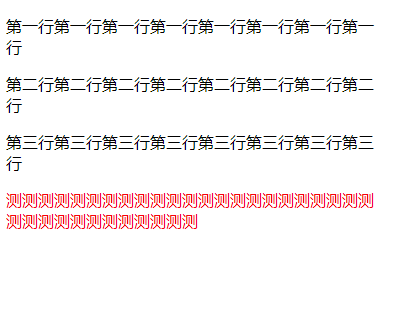 第一行第一行第一行第一行第一行第一行第一行第一
行
第二行第二行第二行第二行第二行第二行第二行第二
行
第三行第三行第三行第三行第三行第三行第三行第三
行
测测测测测测测测测测测测测测测测测测测测测测测
测测测测测测测测测测测测